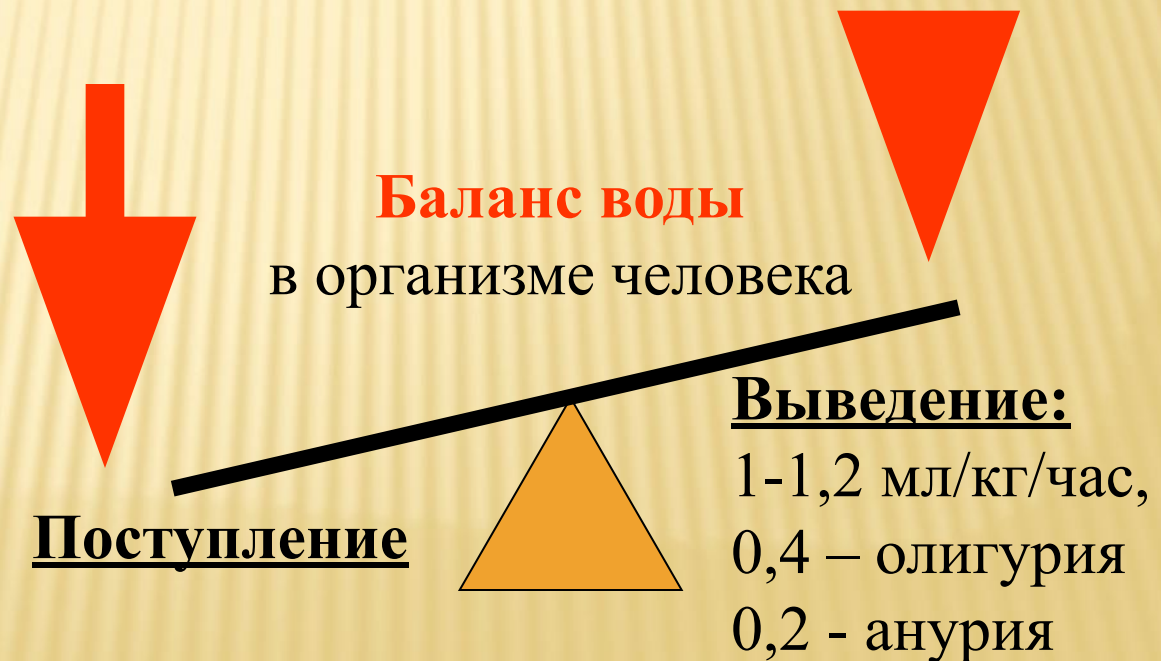 Баланс воды
в организме человека
Поступление
Выведение:
1-1,2 мл/кг/час,
0,4 – олигурия
0,2 - анурия